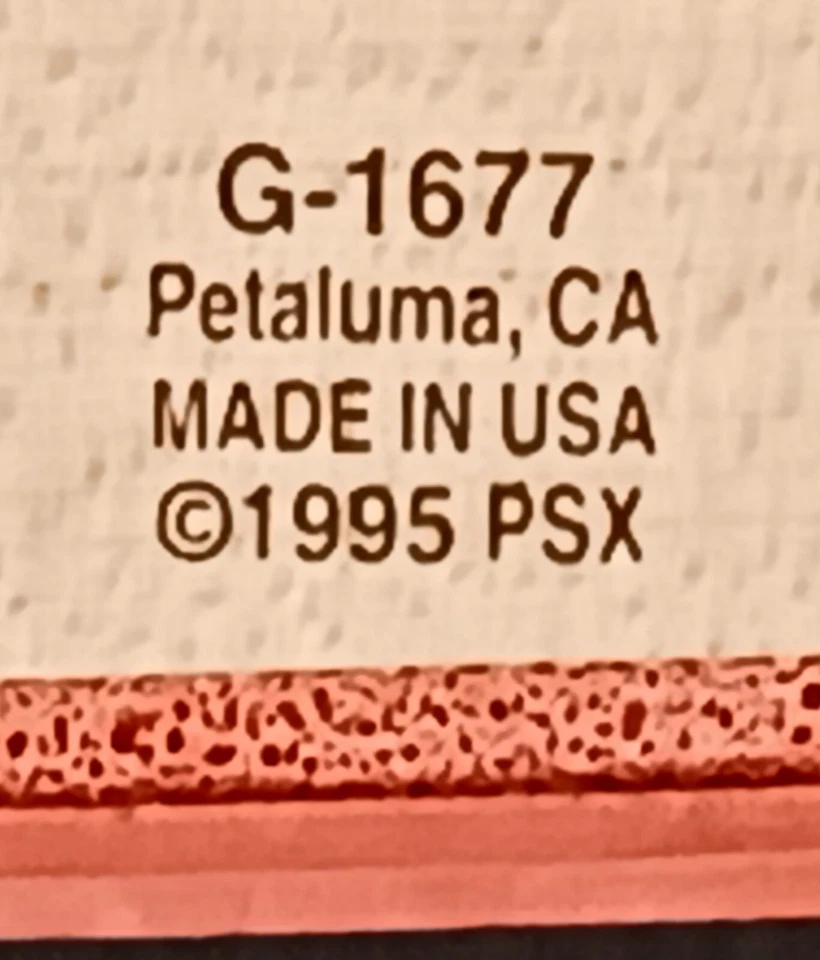 G-1677
Petaluma, CA
MADE IN USA
©1995 PSX